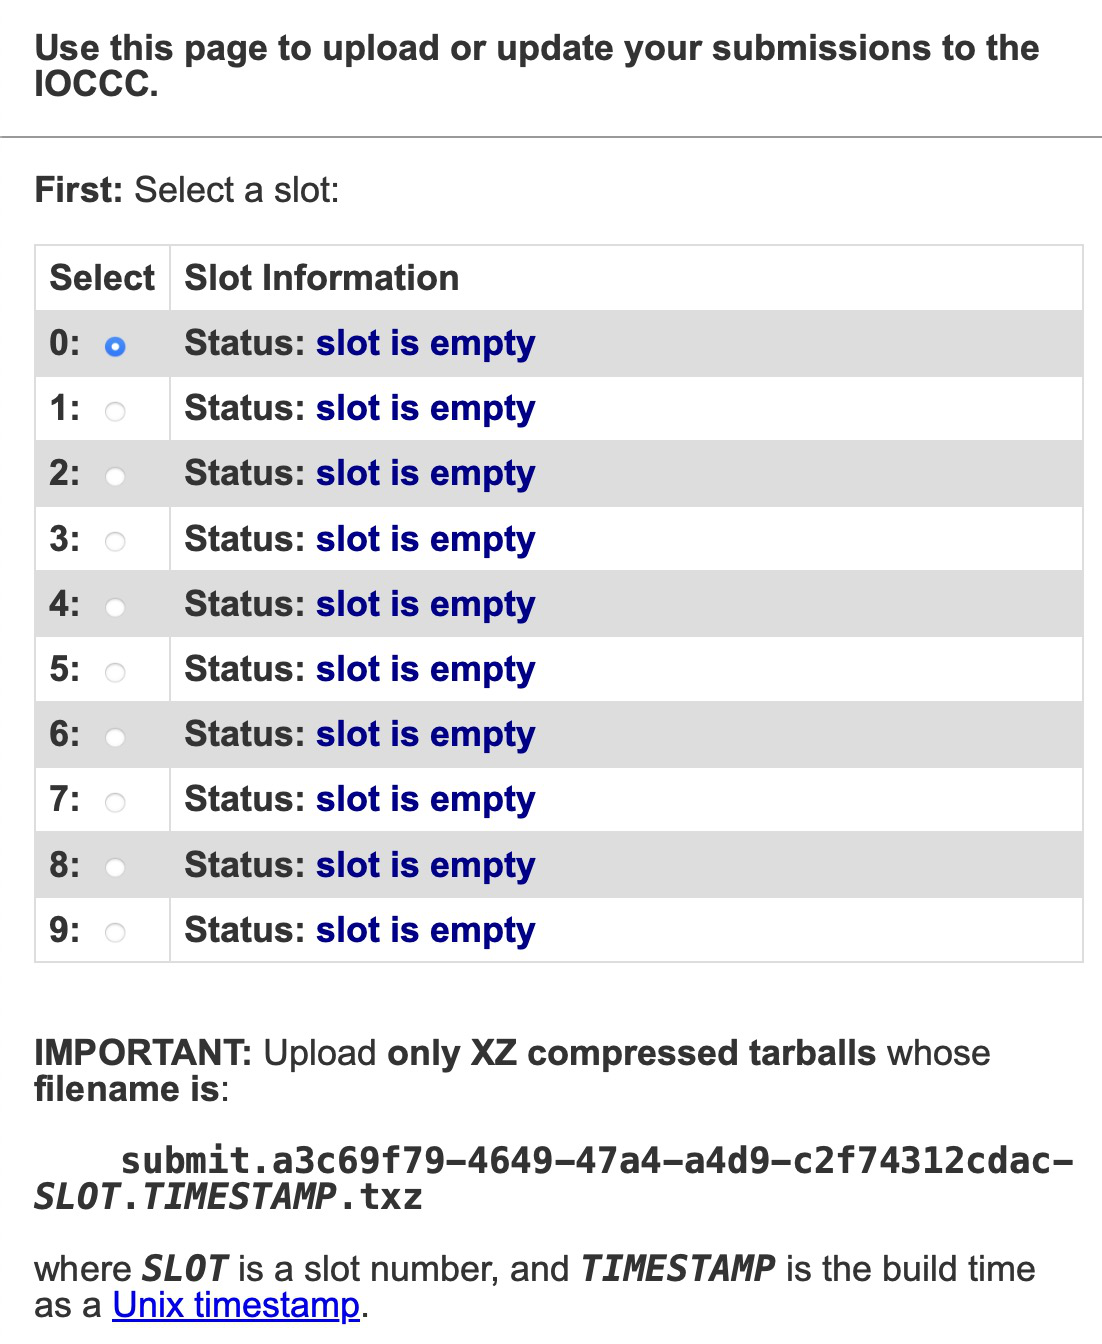 Use this page to upload or update your submissions to the
IOCCC.
First: Select a slot:
Select Slot Information
0: Status: slot is empty
1: Status: slot is empty
2: Status: slot is empty
3: Status: slot is empty
4: Status: slot is empty
5: Status: slot is empty
6: Status: slot is empty
7: Status: slot is empty
8: Status: slot is empty
9: Status: slot is empty
IMPORTANT: Upload only XZ compressed tarballs whose
filename is:
submit.a3c69f79-4649-47a4-a4d9-c2f74312cdac-
SLOT.TIMESTAMP.txz
where SLOT is a slot number, and TIMESTAMP is the build time
as a Unix timestamp.